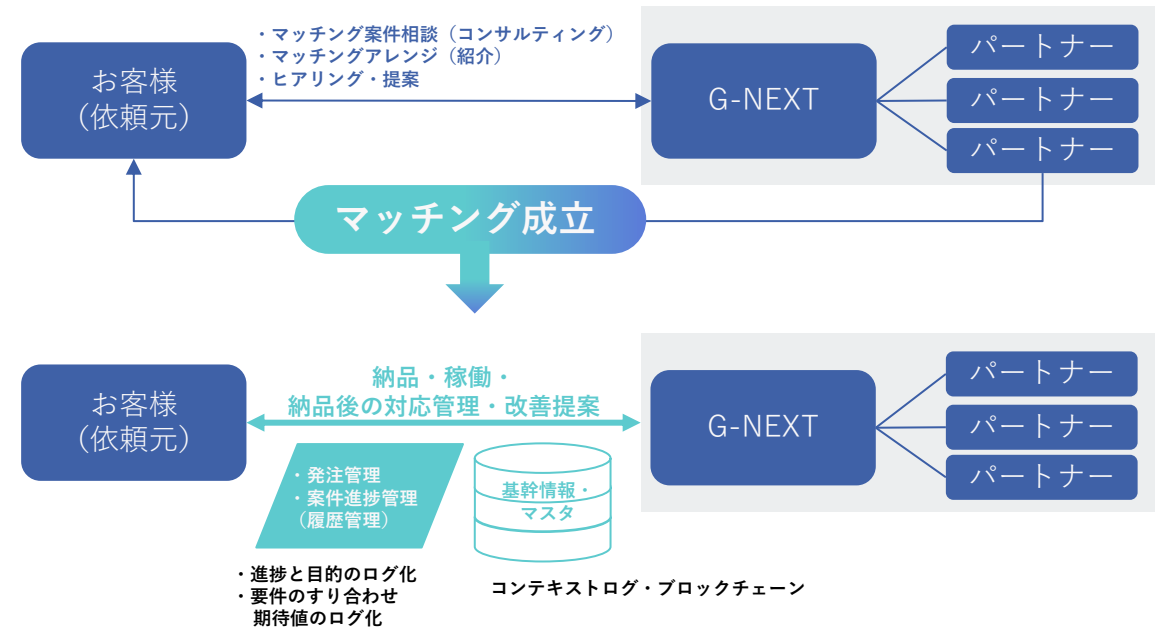 ・マッチング案件相談（コンサルティング）
・マッチングアレンジ（紹介）
・ヒアリング・提案
お客様
（依頼元）
G-NEXT
パートナー
パートナー
パートナー
マッチング成立
お客様
（依頼元）
納品・稼働・
納品後の対応管理・改善提案
G-NEXT
パートナー
パートナー
パートナー
・発注管理
・案件進捗管理
（履歴管理）
基幹情報・
マスタ
・進捗と目的のログ化
・要件のすり合わせ
期待値のログ化
コンテキストログ・ブロックチェーン